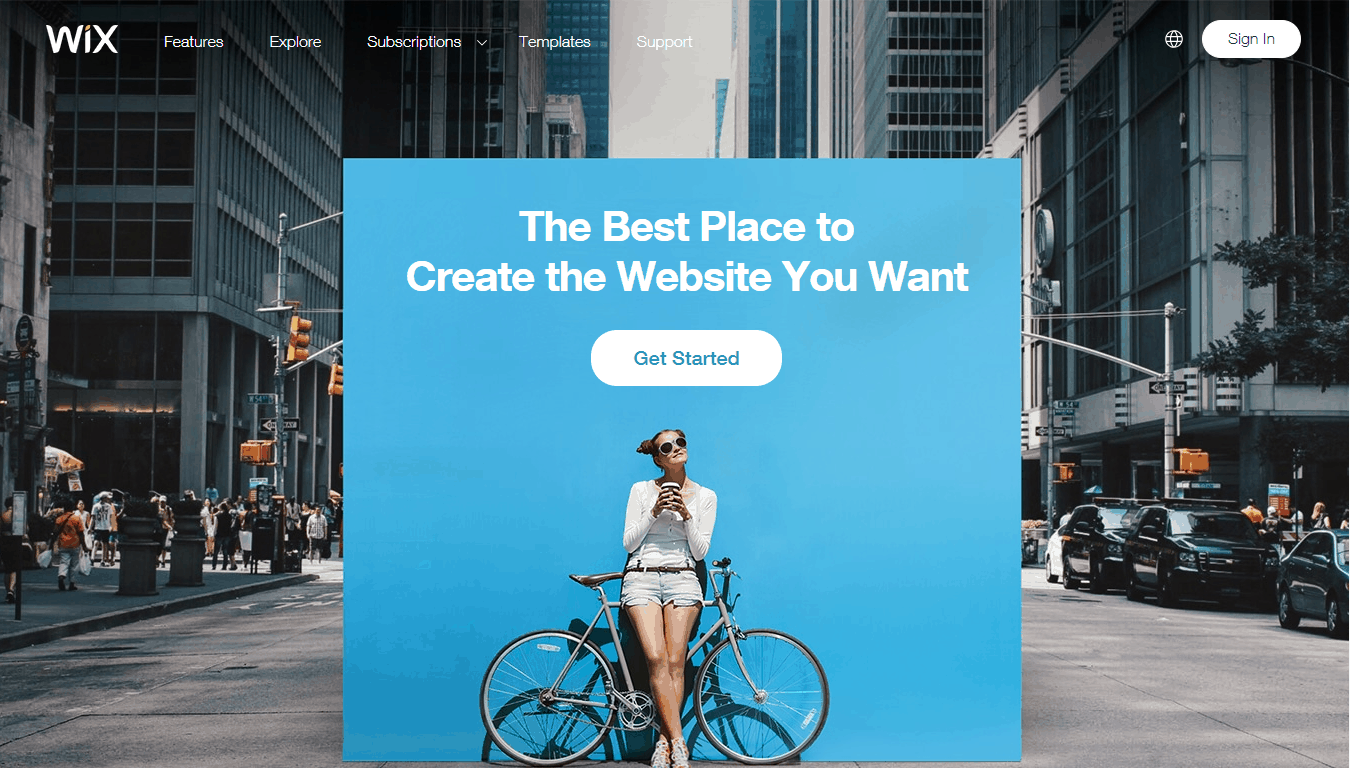 WiX
Features
Explore
Subscriptions
Templates
Support
Sign In
The Best Place to
Create the Website You Want
Get Started